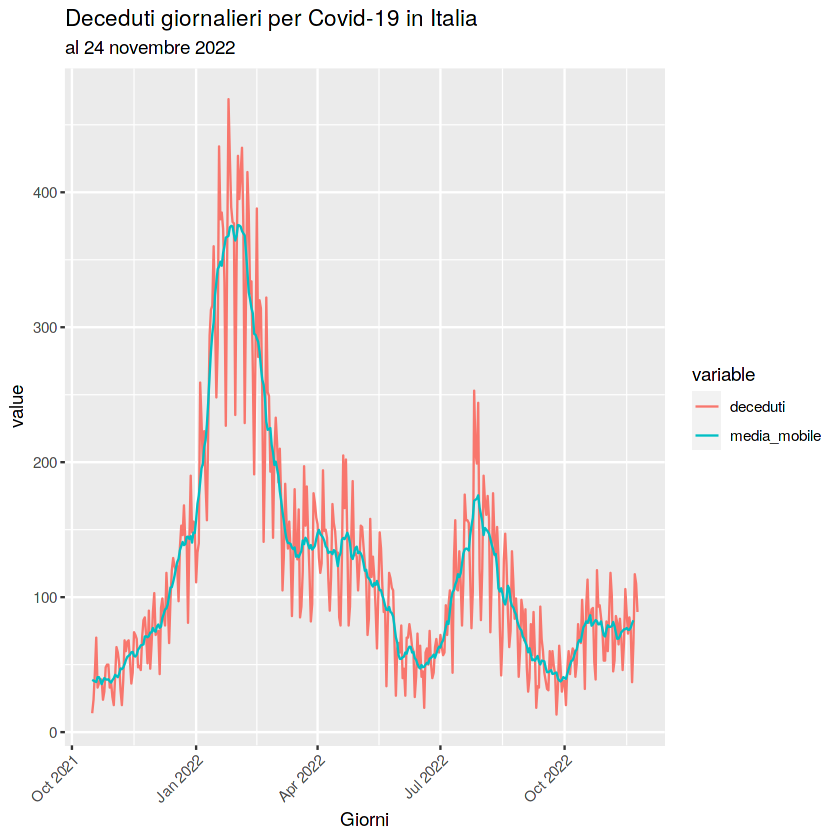 Deceduti giornalieri per Covid-19 in Italia
al 24 novembre 2022
value
400
300
200
100
0
Oct 2021
Jan 2022
Apr 2022
Jul 2022
Oct 2022
Giorni
variable
deceduti
media_mobile